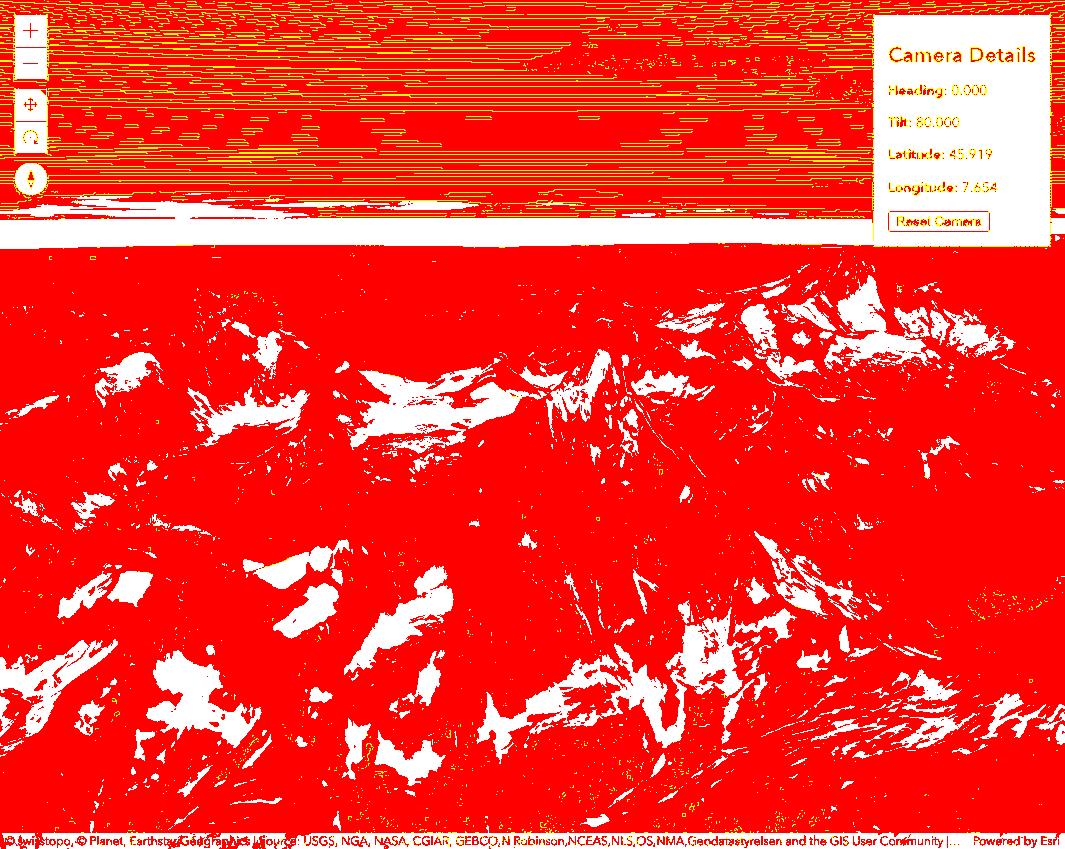 Camera Details
Heading: 0.000
Tilt: 80.000
Latitude: 45.919
Longitude: 7.654
Reset Camera
© swisstopo, © Planet, Earthstar Geographics | Source: USGS, NGA, NASA, CGIAR, GEBCO,N Robinson,NCEAS,NLS,OS,NMA,Geodatastyrelsen and the GIS User Community |... Powered by Esri